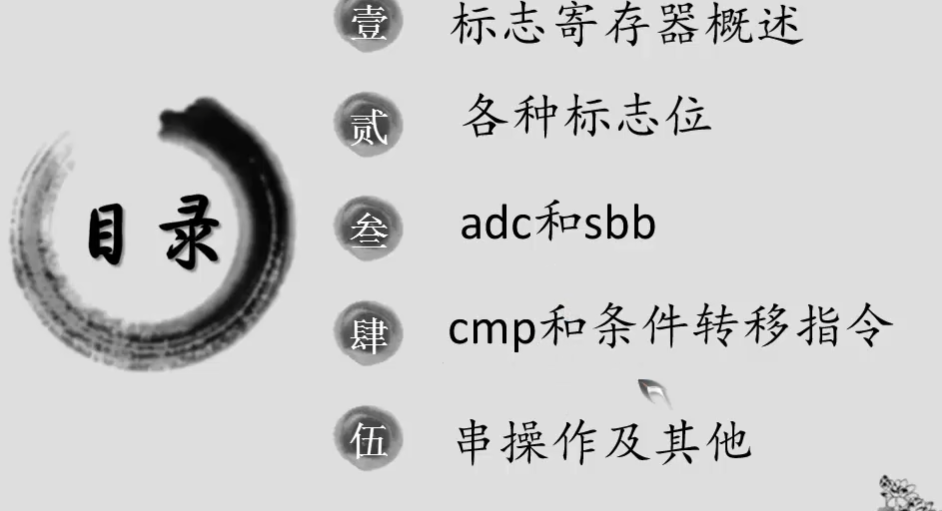 目录
壹 标志寄存器概述
贰 各种标志位
叁 adc和sbb
肆 cmp和条件转移指令
伍 串操作及其他